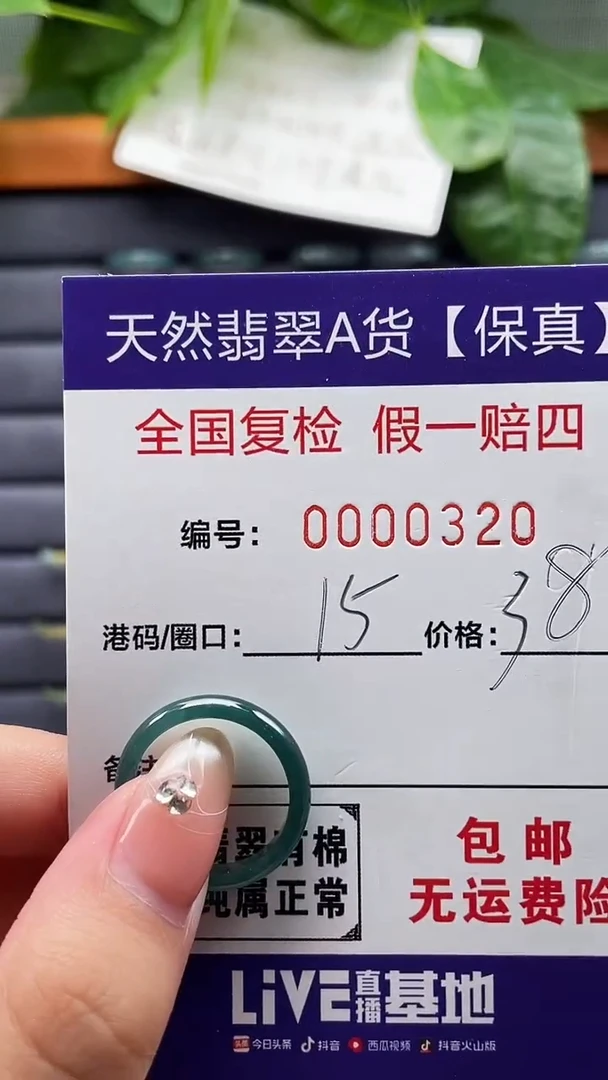 天然翡翠A货【保真】
全国复检 假一赔四
编号：0000320
港码/圈口：15 价格：38
翡翠有棉
纯属正常
包邮
无运费险
LiVE直播基地
今日头条 抖音 西瓜视频 抖音火山版